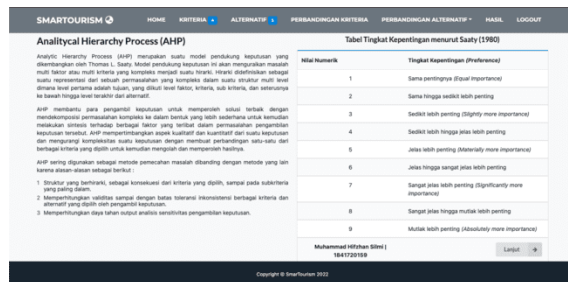 SMARTOURISM
HOME
KRITERIA 4
ALTERNATIF 5
PERBANDINGAN KRITERIA
PERBANDINGAN ALTERNATIF
HASIL
LOGOUT
Analitycal Hierarchy Process (AHP)
Analytic Hierarchy Process (AHP) merupakan suatu model pendukung keputusan yang
dikembangkan oleh Thomas L. Saaty. Model pendukung keputusan ini akan menguraikan masalah
multi faktor atau multi kriteria yang kompleks menjadi suatu hirarki. Hirarki didefinisikan sebagai
suatu representasi dari sebuah permasalahan yang kompleks dalam suatu struktur multi level
dimana level pertama adalah tujuan, yang diikuti level faktor, kriteria, sub kriteria, dan seterusnya
ke bawah hingga level terakhir dari alternatif.
AHP membantu para pengambil keputusan untuk memperoleh solusi terbaik dengan
mendekomposisi permasalahan kompleks ke dalam bentuk yang lebih sederhana untuk kemudian
melakukan sintesis terhadap berbagai faktor yang terlibat dalam permasalahan pengambilan
keputusan tersebut. AHP mempertimbangkan aspek kualitatif dan kuantitatif dari suatu keputusan
dan mengurangi kompleksitas suatu keputusan dengan membuat perbandingan satu-satu dari
berbagai kriteria yang dipilih untuk kemudian mengolah dan memperoleh hasilnya.
AHP sering digunakan sebagai metode pemecahan masalah dibanding dengan metode yang lain
karena alasan-alasan sebagai berikut :
1 Struktur yang berhirarki, sebagai konsekuesi dari kriteria yang dipilih, sampai pada subkriteria
yang paling dalam.
2 Memperhitungkan validitas sampai dengan batas toleransi inkonsistensi berbagai kriteria dan
alternatif yang dipilih oleh pengambil keputusan.
3 Memperhitungkan daya tahan output analisis sensitivitas pengambilan keputusan.
Tabel Tingkat Kepentingan menurut Saaty (1980)
Nilai Numerik Tingkat Kepentingan (Preference)
1 Sama pentingnya (Equal Importance)
2 Sama hingga sedikit lebih penting
3 Sedikit lebih penting (Slightly more importance)
4 Sedikit lebih hingga jelas lebih penting
5 Jelas lebih penting (Materially more importance)
6 Jelas hingga sangat jelas lebih penting
7 Sangat jelas lebih penting (Significantly more
importance)
8 Sangat jelas hingga mutlak lebih penting
9 Mutlak lebih penting (Absolutely more importance)
Muhammad Hifzhan Silmi |
1841720159
Lanjut →
Copyright © SmarTourism 2022